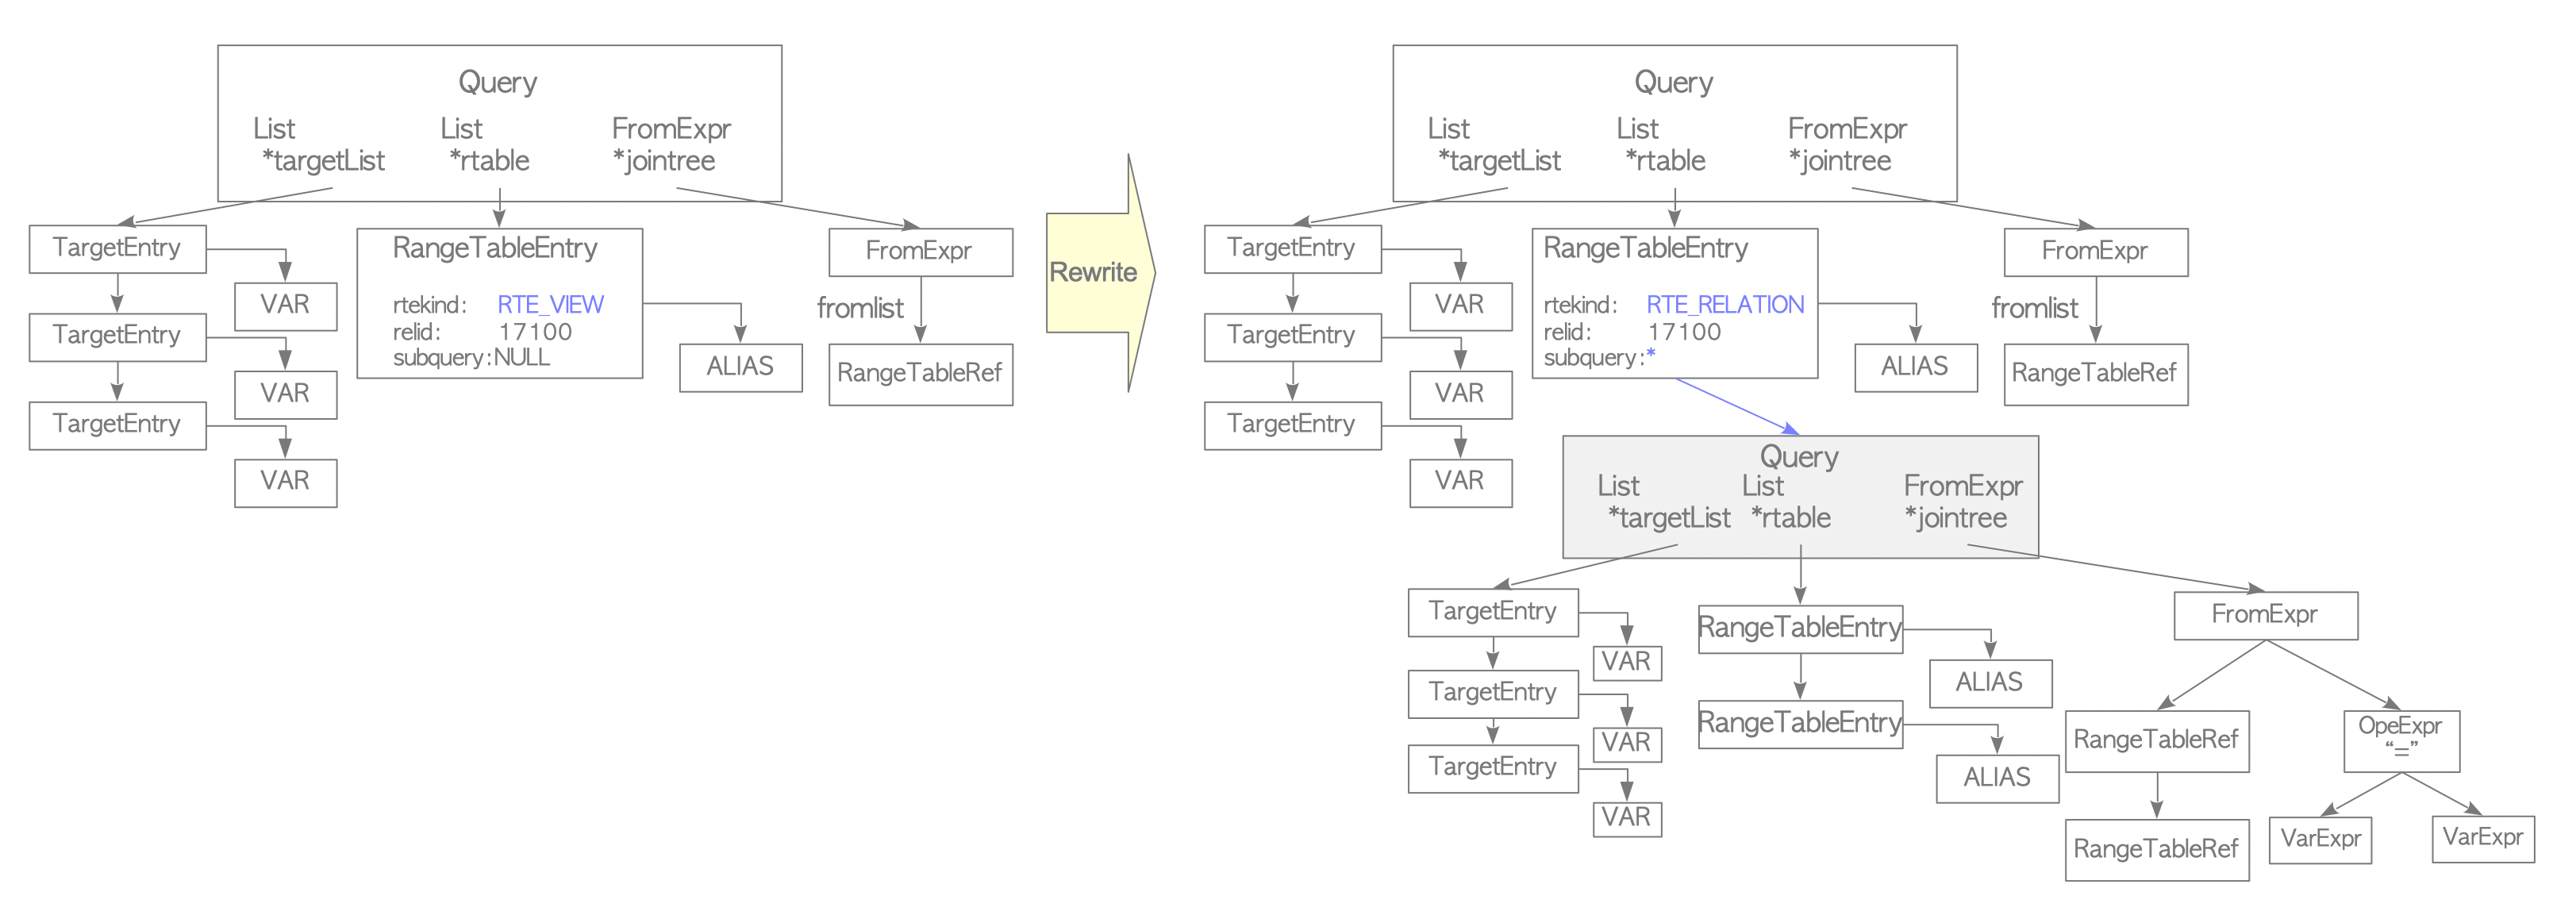 Query
List
*targetList
List
*rtable
FromExpr
*jointree
TargetEntry
VAR
TargetEntry
VAR
TargetEntry
VAR
RangeTableEntry
rtekind: RTE_VIEW
relid: 17100
subquery:NULL
ALIAS
FromExpr
fromlist
RangeTableRef
Rewrite
Query
List
*targetList
List
*rtable
FromExpr
*jointree
TargetEntry
VAR
TargetEntry
VAR
TargetEntry
VAR
RangeTableEntry
rtekind: RTE_RELATION
relid: 17100
subquery:*
ALIAS
FromExpr
fromlist
RangeTableRef
Query
List
*targetList
List
*rtable
FromExpr
*jointree
TargetEntry
VAR
TargetEntry
VAR
TargetEntry
VAR
RangeTableEntry
ALIAS
RangeTableEntry
ALIAS
FromExpr
RangeTableRef
RangeTableRef
OpeExpr
“=”
VarExpr
VarExpr